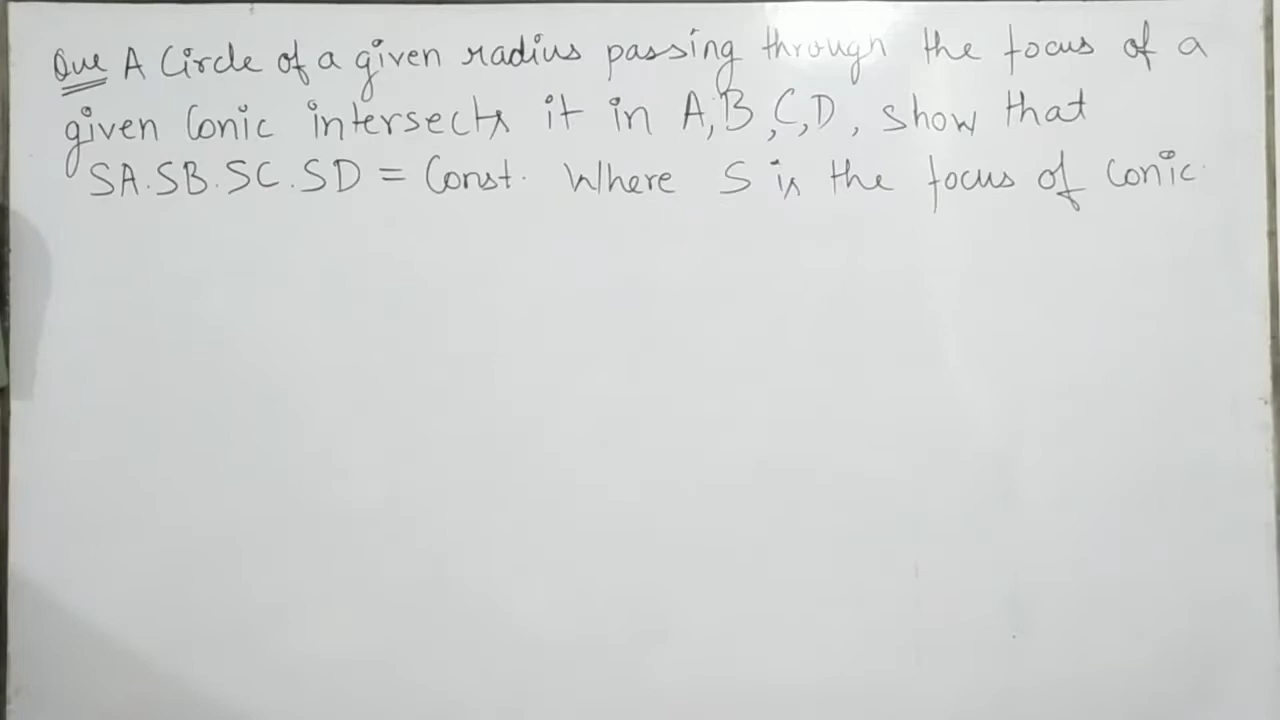 Que A Circle of a given radius passing through the focus of a
given Conic intersects it in A, B, C, D, show that
SA.SB.SC.SD = Const. Where S is the focus of conic.